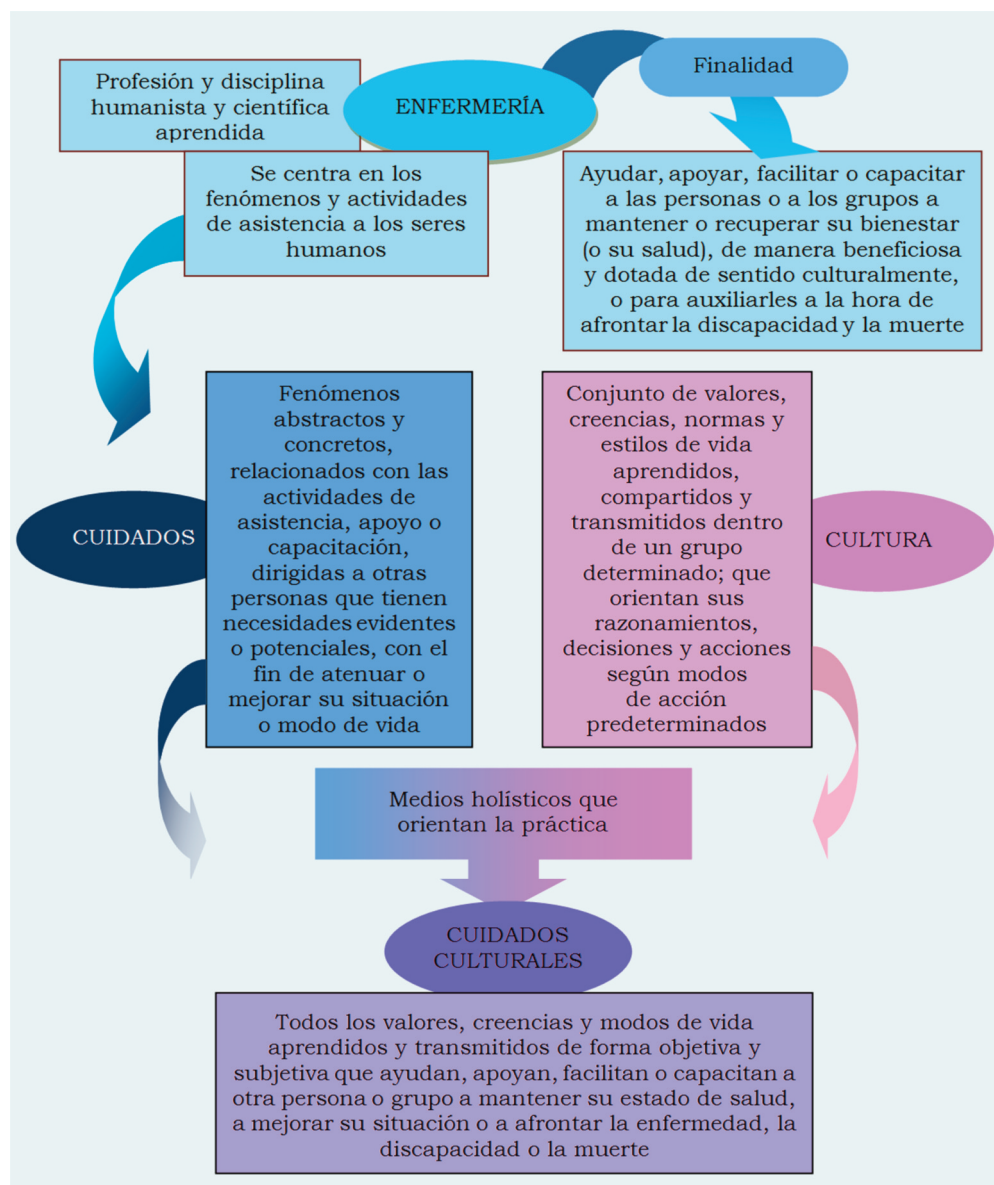 Profesión y disciplina
humanista y científica
aprendida
ENFERMERÍA
Finalidad
Se centra en los
fenómenos y actividades
de asistencia a los seres
humanos
Ayudar, apoyar, facilitar o capacitar
a las personas o a los grupos a
mantener o recuperar su bienestar
(o su salud), de manera beneficiosa
y dotada de sentido culturalmente,
o para auxiliarles a la hora de
afrontar la discapacidad y la muerte
CUIDADOS
Fenómenos
abstractos y
concretos,
relacionados con las
actividades de
asistencia, apoyo o
capacitación,
dirigidas a otras
personas que tienen
necesidades evidentes
o potenciales, con el
fin de atenuar o
mejorar su situación
o modo de vida
Conjunto de valores,
creencias, normas y
estilos de vida
aprendidos,
compartidos y
transmitidos dentro
de un grupo
determinado; que
orientan sus
razonamientos,
decisiones y acciones
según modos
de acción
predeterminados
CULTURA
Medios holísticos que
orientan la práctica
CUIDADOS
CULTURALES
Todos los valores, creencias y modos de vida
aprendidos y transmitidos de forma objetiva y
subjetiva que ayudan, apoyan, facilitan o capacitan a
otra persona o grupo a mantener su estado de salud,
a mejorar su situación o a afrontar la enfermedad, la
discapacidad o la muerte